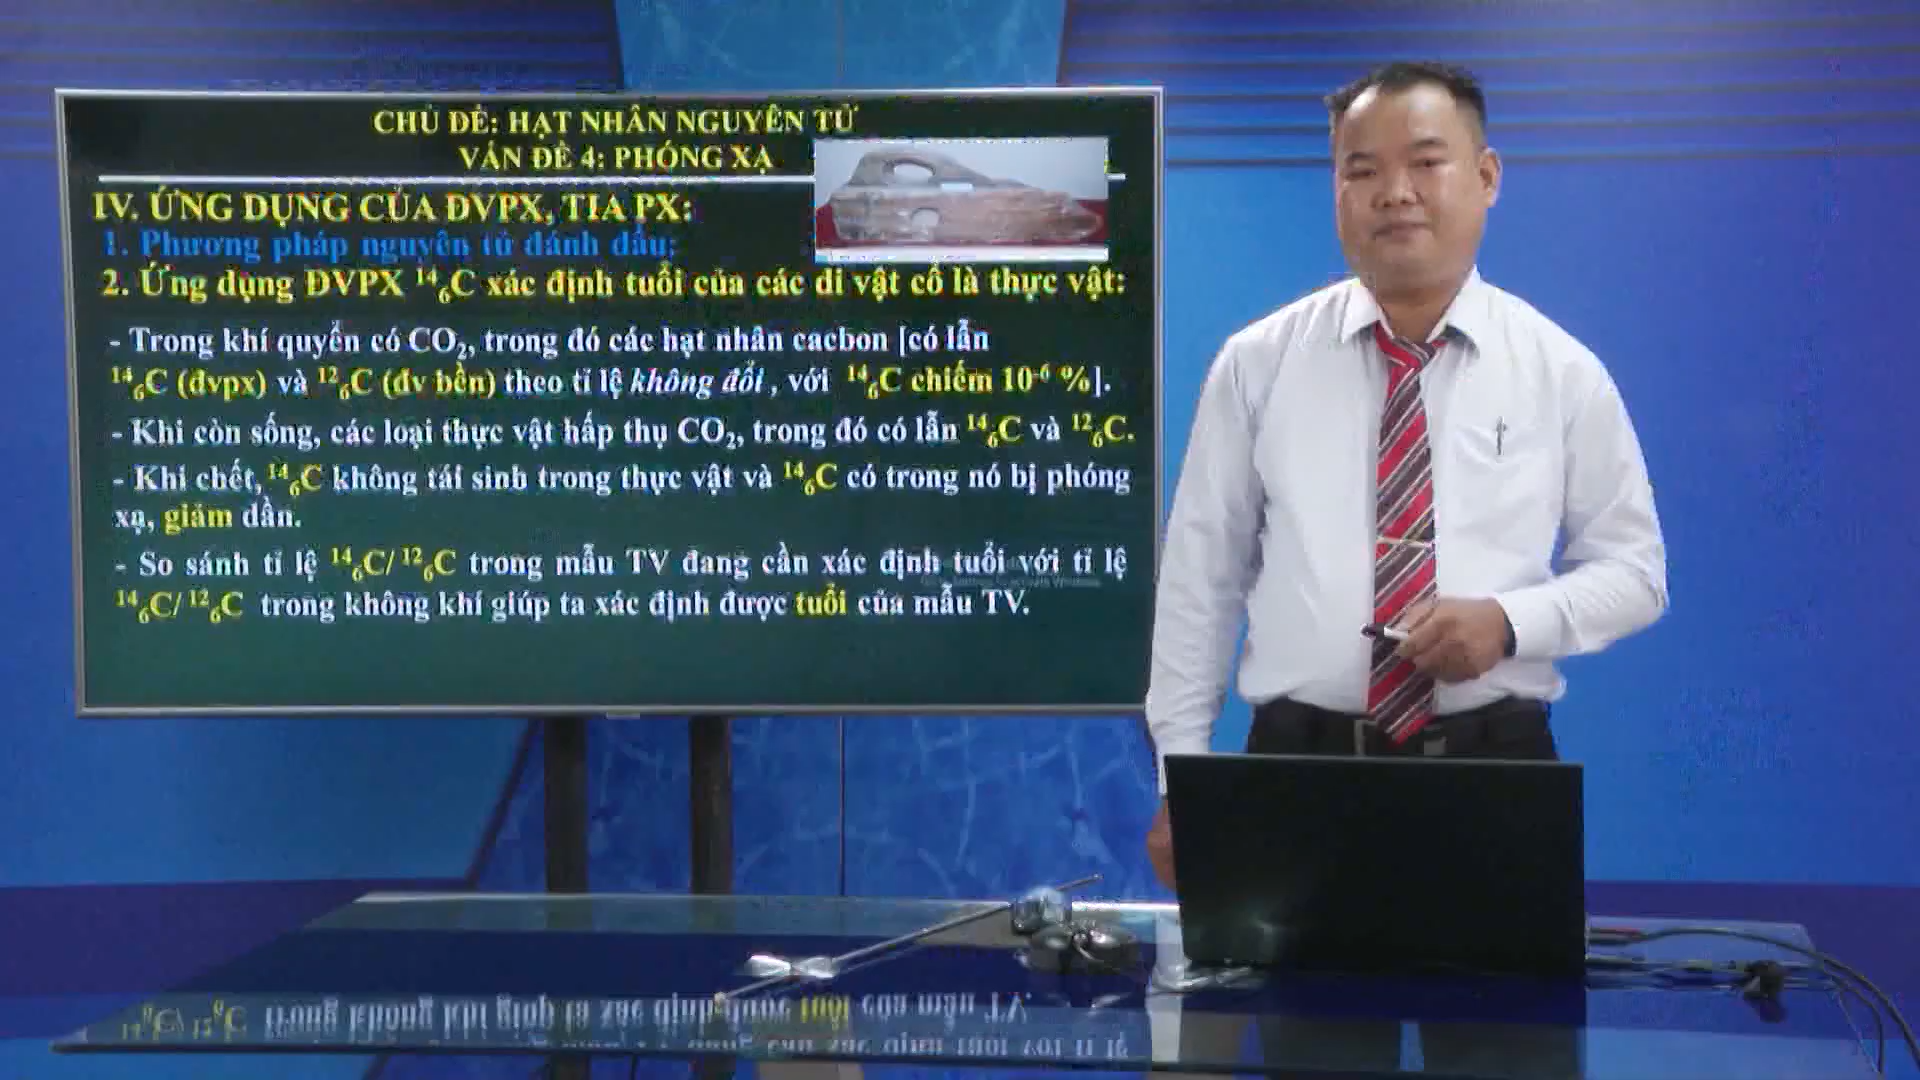 CHỦ ĐỀ: HẠT NHÂN NGUYÊN TỬ
VẤN ĐỀ 4: PHÓNG XẠ
IV. ỨNG DỤNG CỦA ĐVPX, TIA PX:
1. Phương pháp nguyên tử đánh dấu:
2. Ứng dụng ĐVPX ¹⁴₆C xác định tuổi của các di vật cổ là thực vật:
- Trong khí quyển có CO₂, trong đó các hạt nhân cacbon [có lẫn
¹⁴₆C (đvpx) và ¹²₆C (đv bền) theo tỉ lệ không đổi , với ¹⁴₆C chiếm 10⁻⁶ %].
- Khi còn sống, các loại thực vật hấp thụ CO₂, trong đó có lẫn ¹⁴₆C và ¹²₆C.
- Khi chết, ¹⁴₆C không tái sinh trong thực vật và ¹⁴₆C có trong nó bị phóng
xạ, giảm dần.
- So sánh tỉ lệ ¹⁴₆C/ ¹²₆C trong mẫu TV đang cần xác định tuổi với tỉ lệ
¹⁴₆C/ ¹²₆C trong không khí giúp ta xác định được tuổi của mẫu TV.